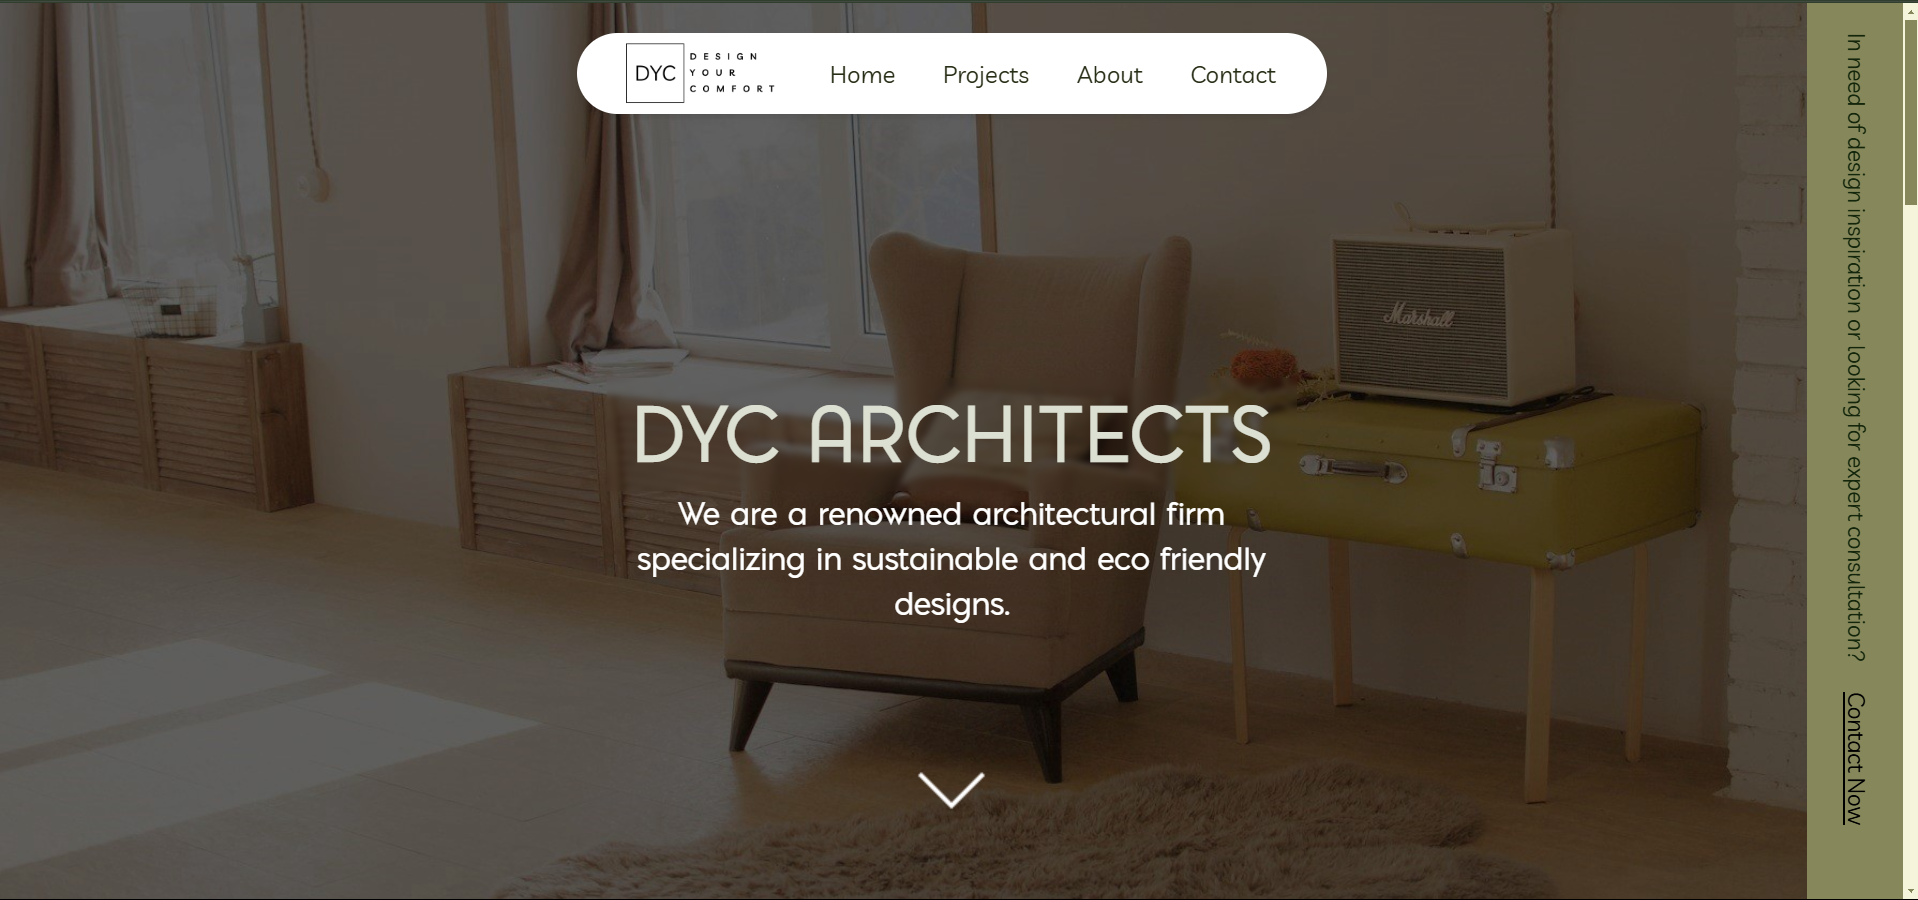 DYC
DESIGN
YOUR
COMFORT
Home
Projects
About
Contact
Marshall
DYC ARCHITECTS
We are a renowned architectural firm
specializing in sustainable and eco friendly
designs.
In need of design inspiration or looking for expert consultation?
Contact Now